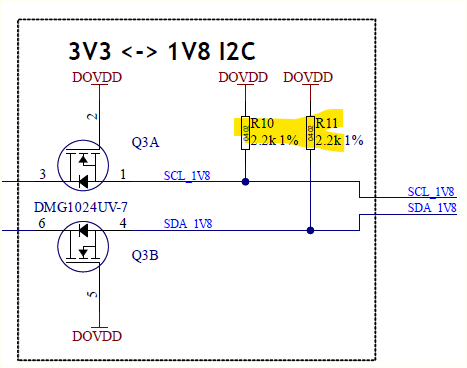 3V3 <-> 1V8 I2C
DOVDD
DOVDD
DOVDD
2
Q3A
R10
0402
2.2k 1%
R11
0402
2.2k 1%
3
1
SCL_1V8
SCL_1V8
DMG1024UV-7
6
4
SDA_1V8
SDA_1V8
Q3B
5
DOVDD